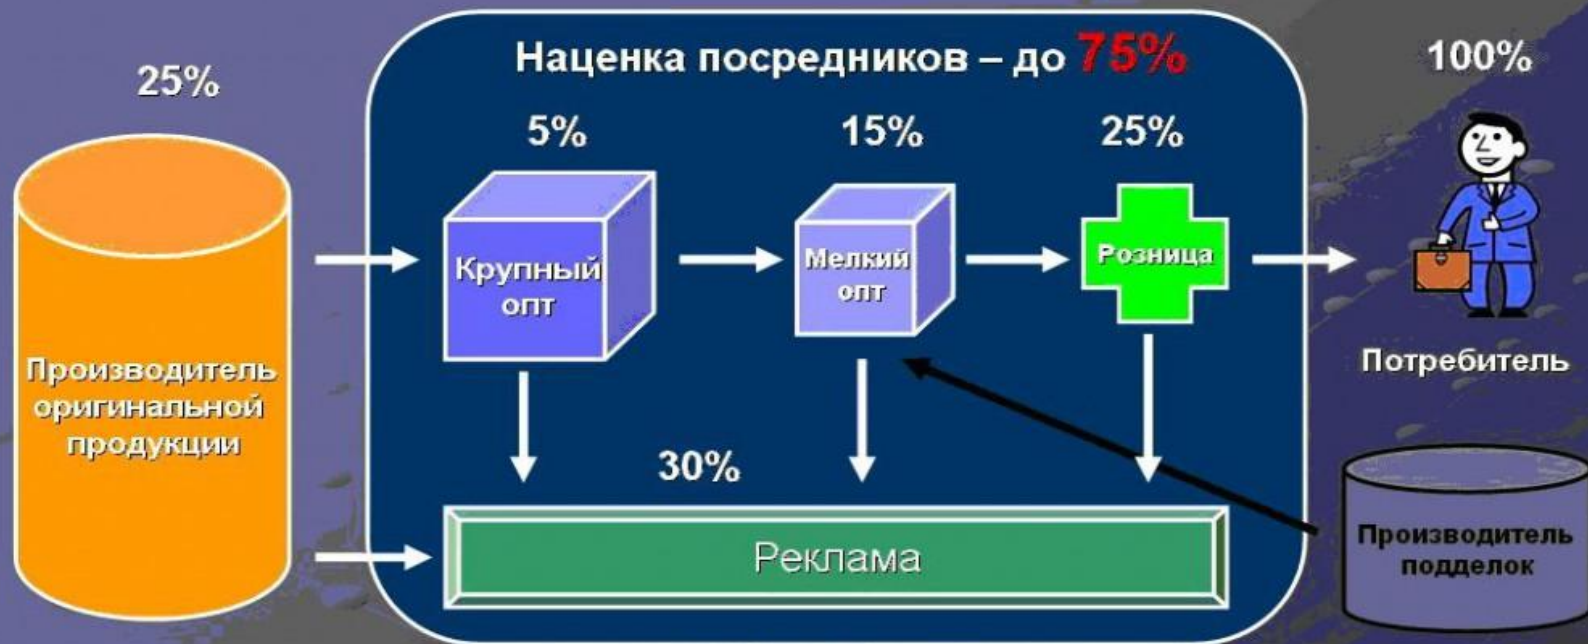 25%
Наценка посредников – до 75%
100%
5%
15%
25%
Крупный
опт
Мелкий
опт
Розница
Потребитель
Производитель
оригинальной
продукции
30%
Реклама
Производитель
подделок